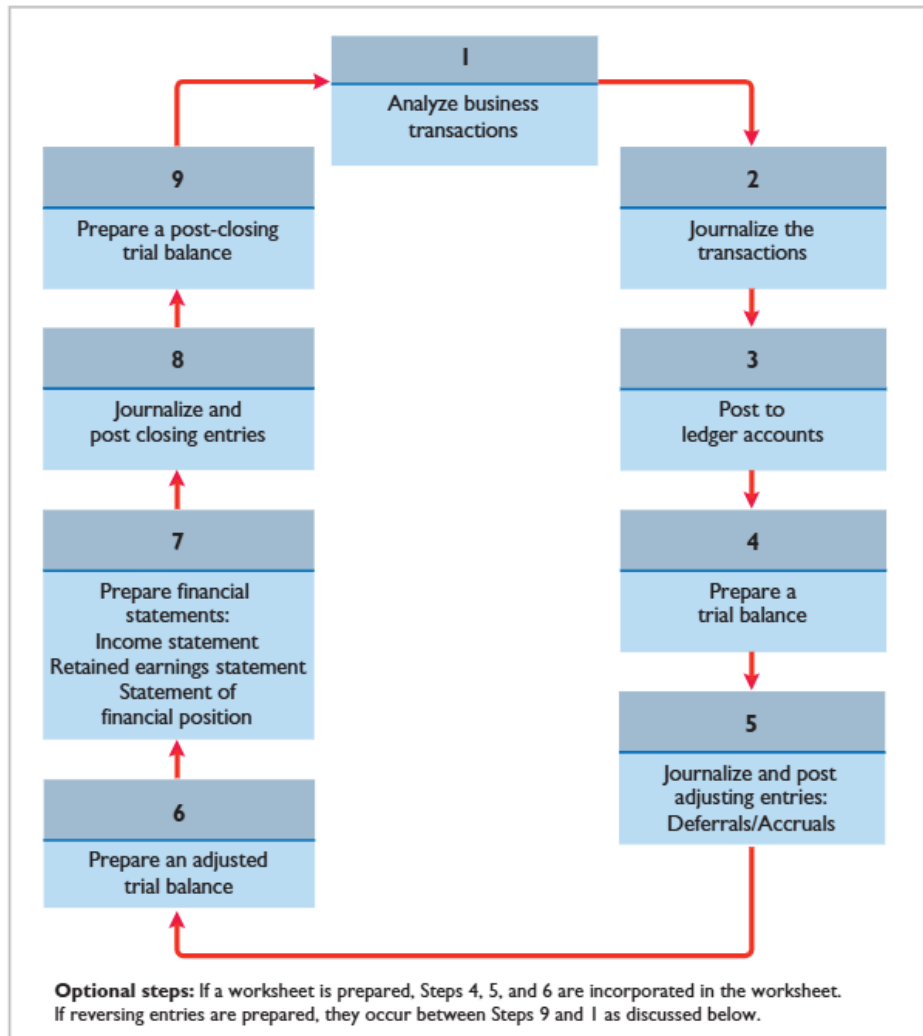 1
Analyze business
transactions
2
Journalize the
transactions
3
Post to
ledger accounts
4
Prepare a
trial balance
5
Journalize and post
adjusting entries:
Deferrals/Accruals
6
Prepare an adjusted
trial balance
7
Prepare financial
statements:
Income statement
Retained earnings statement
Statement of
financial position
8
Journalize and
post closing entries
9
Prepare a post-closing
trial balance
Optional steps: If a worksheet is prepared, Steps 4, 5, and 6 are incorporated in the worksheet.
If reversing entries are prepared, they occur between Steps 9 and 1 as discussed below.